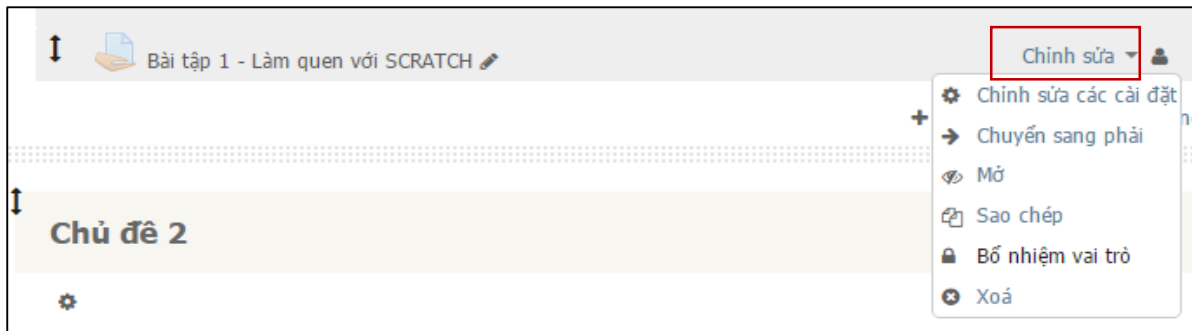 Bài tập 1 - Làm quen với SCRATCH
Chỉnh sửa
Chỉnh sửa các cài đặt
Chuyển sang phải
Mở
Sao chép
Bổ nhiệm vai trò
Xoá
Chủ đề 2